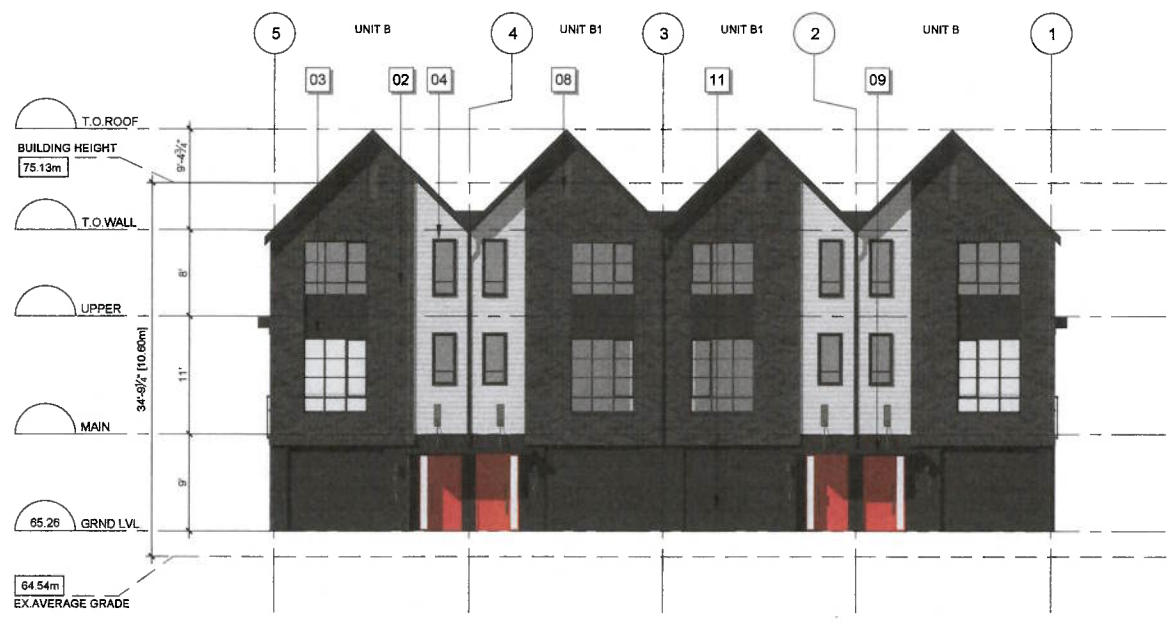 5 UNIT B 4 UNIT B1 3 UNIT B1 2 UNIT B 1
03 02 04 08 11 09
T.O.ROOF
BUILDING HEIGHT
75.13m
9'-4¾"
T.O.WALL
8'
UPPER
34'-9¼" [10.60m]
11'
MAIN
9'
65.26 GRND LVL
64.54m
EX.AVERAGE GRADE